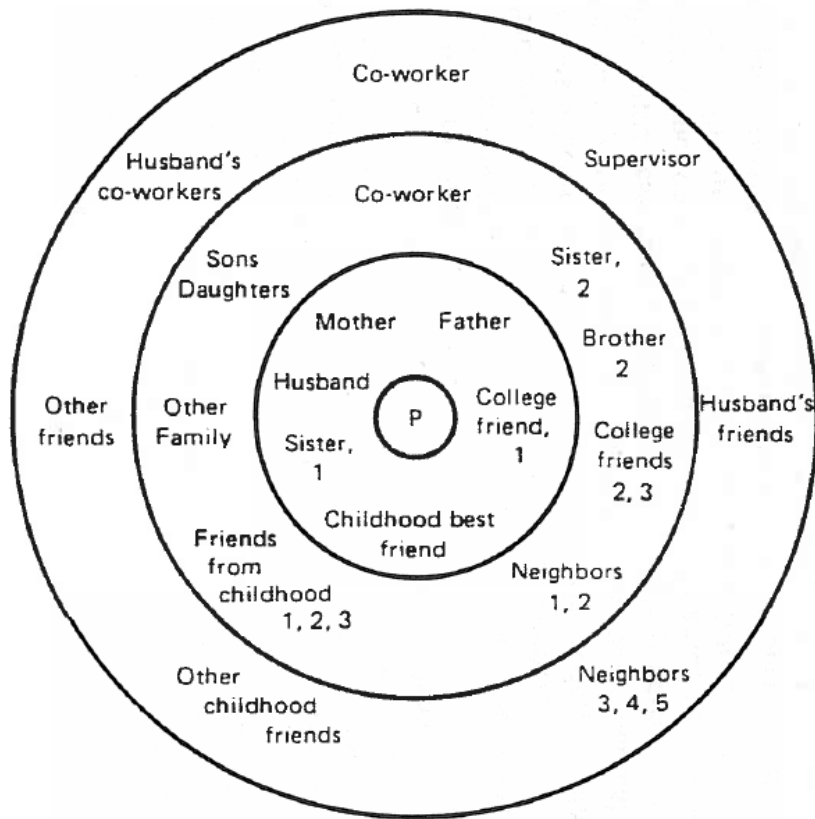 Co-worker
Husband's
co-workers
Supervisor
Co-worker
Sons
Daughters
Sister,
2
Mother
Father
Brother
2
Husband
P
College
friend,
1
Other
friends
Other
Family
Husband's
friends
Sister,
1
College
friends
2, 3
Childhood best
friend
Friends
from
childhood
1, 2, 3
Neighbors
1, 2
Other
childhood
friends
Neighbors
3, 4, 5